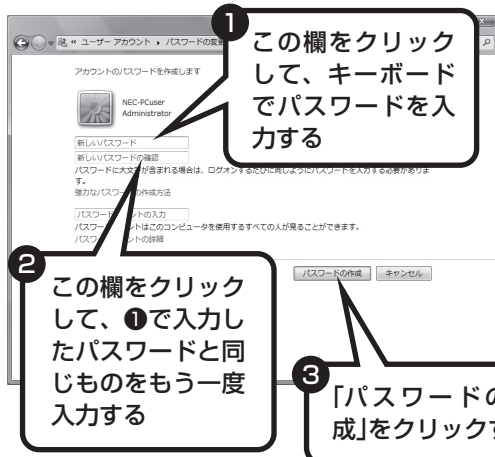 « ユーザー アカウント ▸ パスワードの変
アカウントのパスワードを作成します
NEC-PCuser
Administrator
新しいパスワード
新しいパスワードの確認
パスワードに大文字が含まれる場合は、ログオンするたびに同じようにパスワードを入力する必要がありま
す。
強力なパスワードの作成方法
パスワード ヒントの入力
パスワード ヒントはこのコンピュータを使用するすべての人が見ることができます。
パスワード ヒントの詳細
パスワードの作成 キャンセル
1
この欄をクリック
して、キーボード
でパスワードを入
力する
2
この欄をクリック
して、❶で入力し
たパスワードと同
じものをもう一度
入力する
3
「パスワードの
成」をクリックす